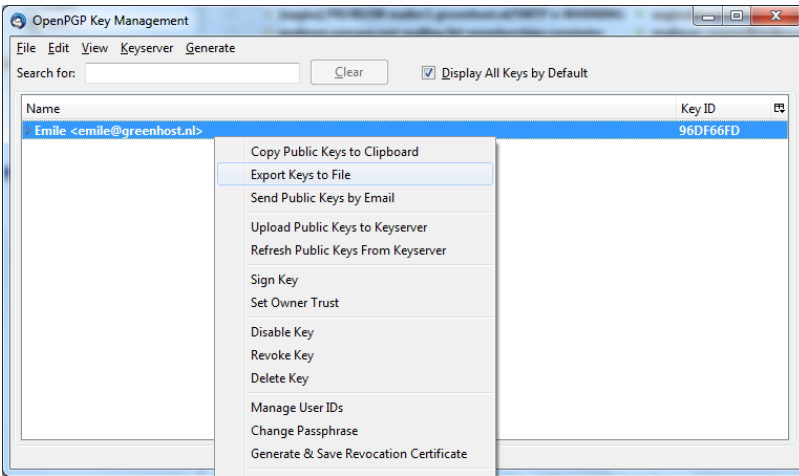 OpenPGP Key Management
File Edit View Keyserver Generate
Search for: Clear Display All Keys by Default
Name Key ID
Emile <emile@greenhost.nl> 96DF66FD
Copy Public Keys to Clipboard
Export Keys to File
Send Public Keys by Email
Upload Public Keys to Keyserver
Refresh Public Keys From Keyserver
Sign Key
Set Owner Trust
Disable Key
Revoke Key
Delete Key
Manage User IDs
Change Passphrase
Generate & Save Revocation Certificate